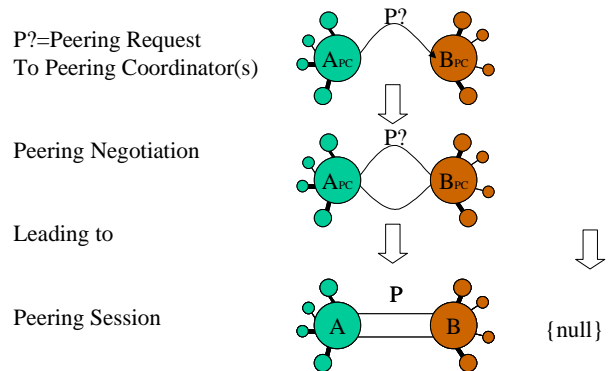 P?=Peering Request
To Peering Coordinator(s)
P?
APC
BPC
Peering Negotiation
P?
APC
BPC
Leading to
Peering Session
P
A
B
{null}